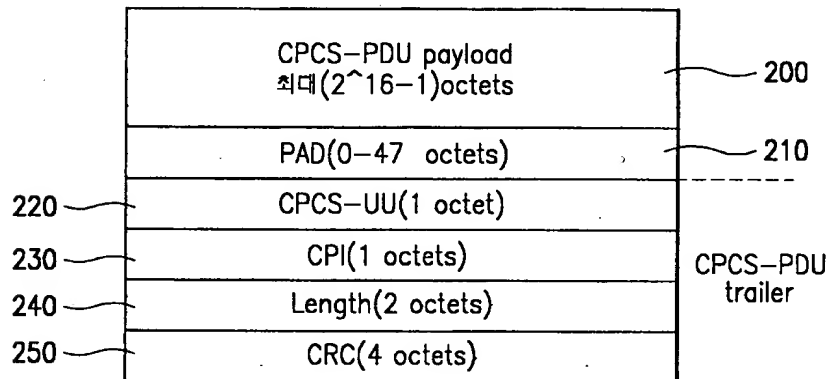 CPCS-PDU payload
최대(2^16-1)octets
200
PAD(0-47 octets)
210
220
CPCS-UU(1 octet)
230
CPI(1 octets)
CPCS-PDU
trailer
240
Length(2 octets)
250
CRC(4 octets)